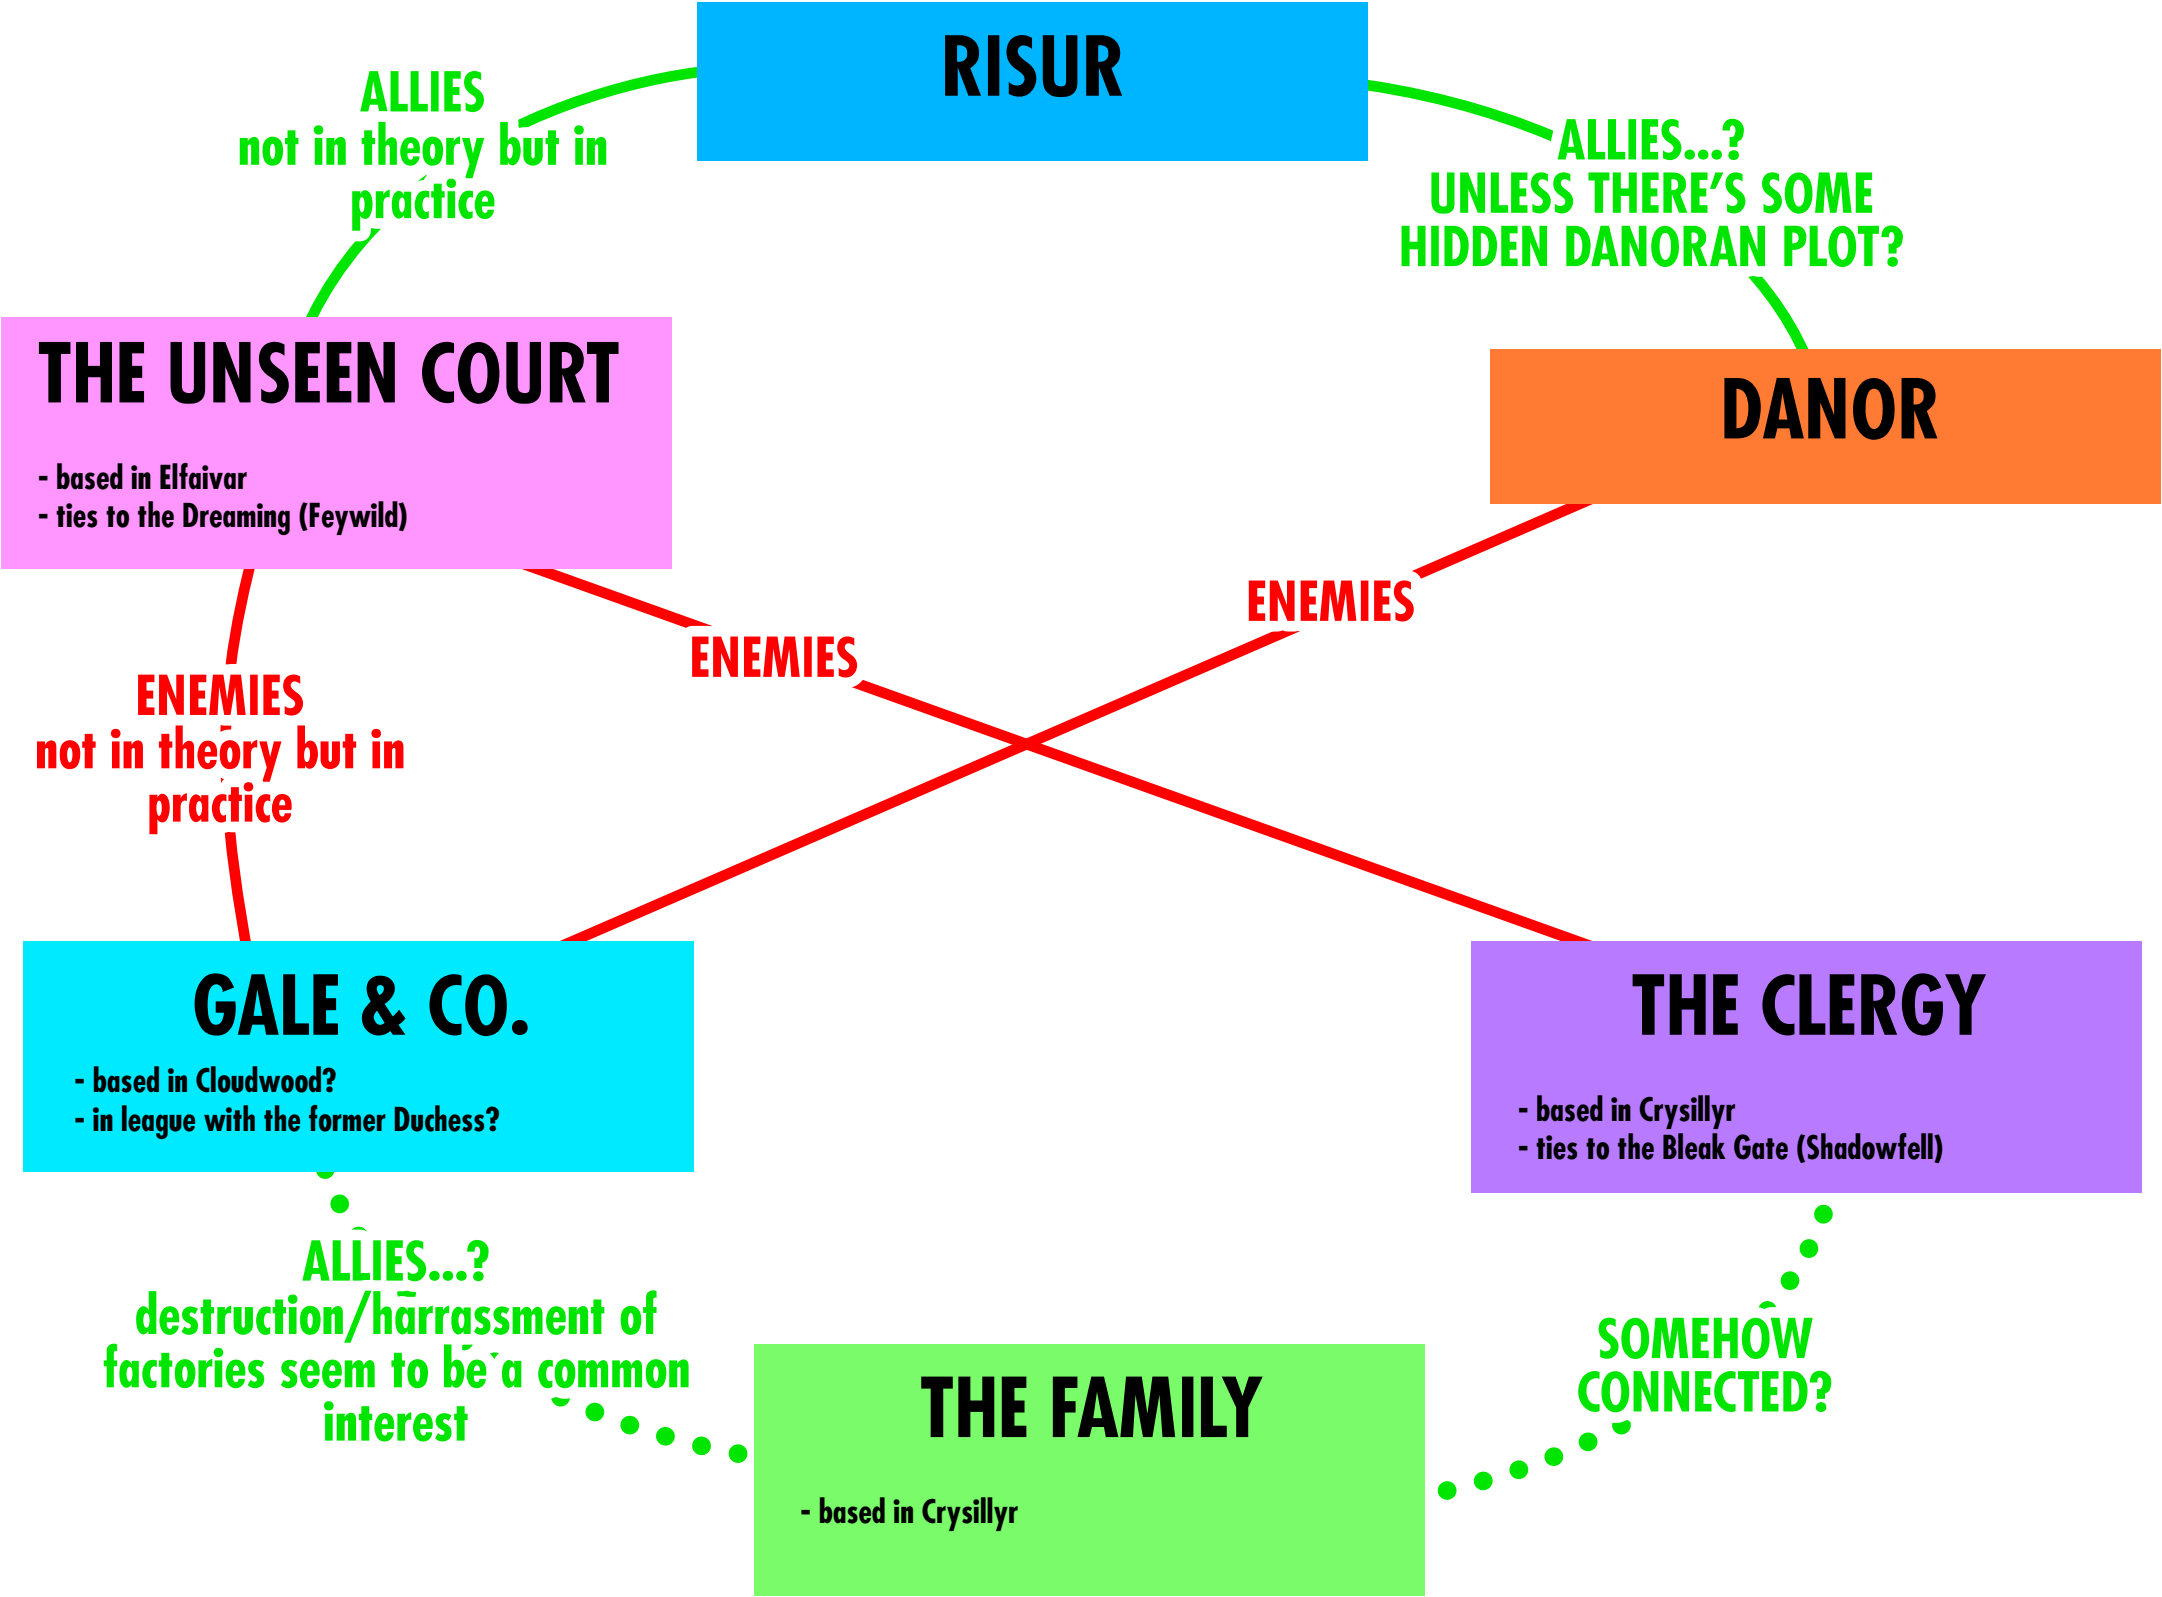 RISUR
ALLIES
not in theory but in
practice
ALLIES...?
UNLESS THERE'S SOME
HIDDEN DANORAN PLOT?
THE UNSEEN COURT
- based in Elfaivar
- ties to the Dreaming (Feywild)
DANOR
ENEMIES
ENEMIES
ENEMIES
not in theory but in
practice
GALE & CO.
- based in Cloudwood?
- in league with the former Duchess?
THE CLERGY
- based in Crysillyr
- ties to the Bleak Gate (Shadowfell)
ALLIES...?
destruction/harrassment of
factories seem to be a common
interest
SOMEHOW
CONNECTED?
THE FAMILY
- based in Crysillyr